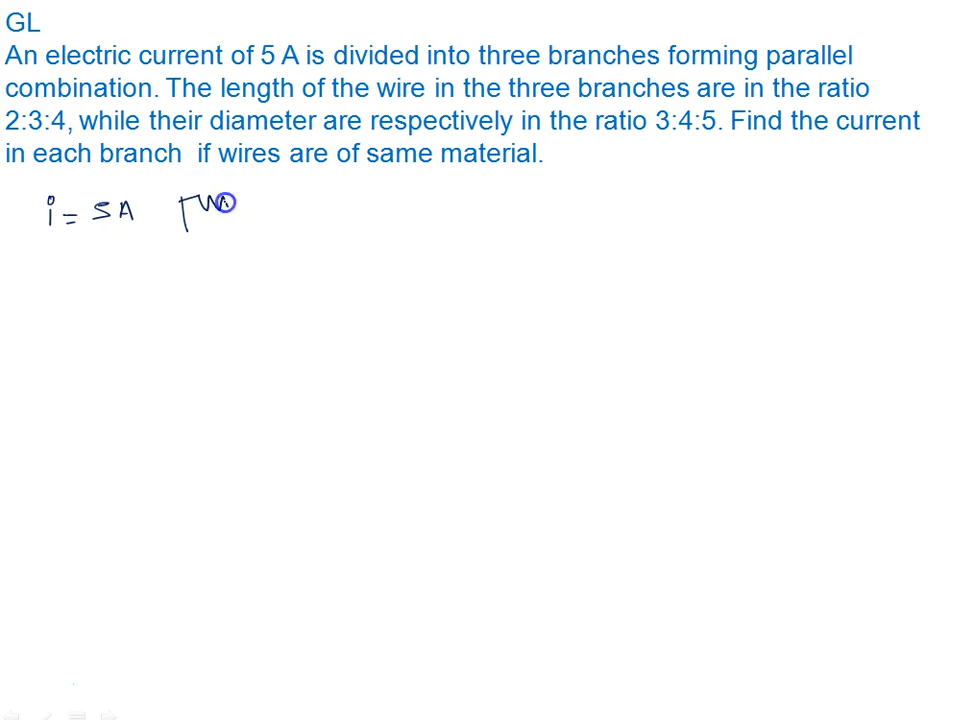 GL
An electric current of 5 A is divided into three branches forming parallel
combination. The length of the wire in the three branches are in the ratio
2:3:4, while their diameter are respectively in the ratio 3:4:5. Find the current
in each branch if wires are of same material.
i = 5 A